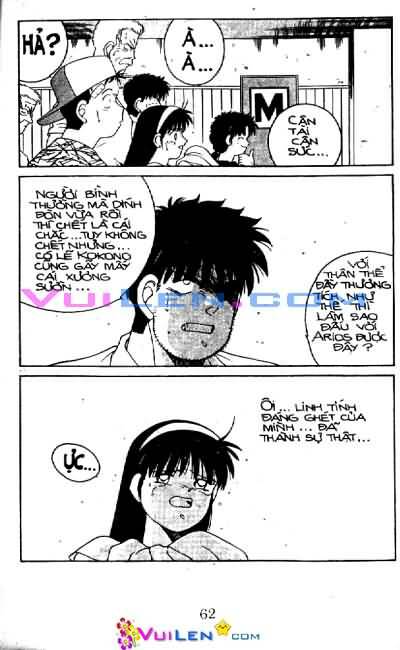 HẢ?
À...
À...
M
CẬN
TÁI
CẬN
SỨC...
NGƯỜI BÌNH
THƯỜNG MÀ DÍNH
ĐÒN VỪA RỒI
THÌ CHẾT LÀ CÁI
CHẮC... TUY KHÔNG
CHẾT NHƯNG...
CÓ LẼ KOKONO
CŨNG GÃY MẤY
CÁI XƯƠNG
SƯỜN...
VỚI
THÂN THỂ
ĐẦY THƯƠNG
TÍCH NHƯ
THẾ THÌ
LÀM SAO
ĐẤU VỚI
ARIOS ĐƯỢC
ĐÂY?
VUILEN.COM
ÔI... LINH TÍNH
ĐÁNG GHÉT CỦA
MÌNH... ĐÃ
THÀNH SỰ THẬT...
ỰC...
62
VUILEN.COM